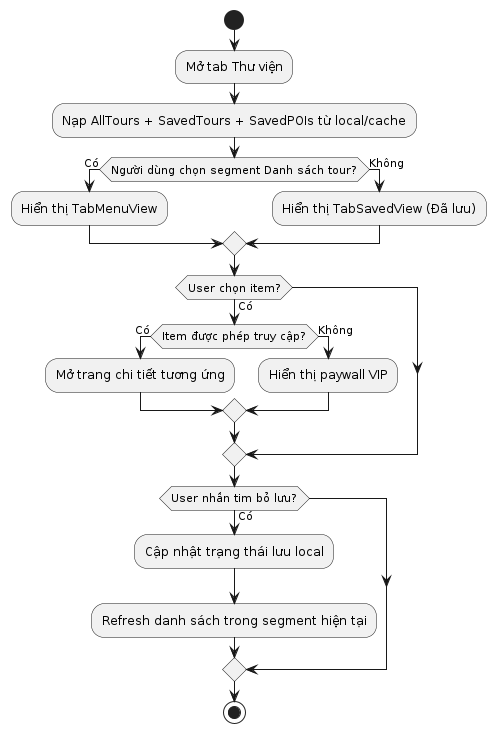 Mở tab Thư viện
Nạp AllTours + SavedTours + SavedPOIs từ local/cache
Người dùng chọn segment Danh sách tour?
Có
Không
Hiển thị TabMenuView
Hiển thị TabSavedView (Đã lưu)
User chọn item?
Có
Item được phép truy cập?
Có
Không
Mở trang chi tiết tương ứng
Hiển thị paywall VIP
User nhấn tim bỏ lưu?
Có
Cập nhật trạng thái lưu local
Refresh danh sách trong segment hiện tại